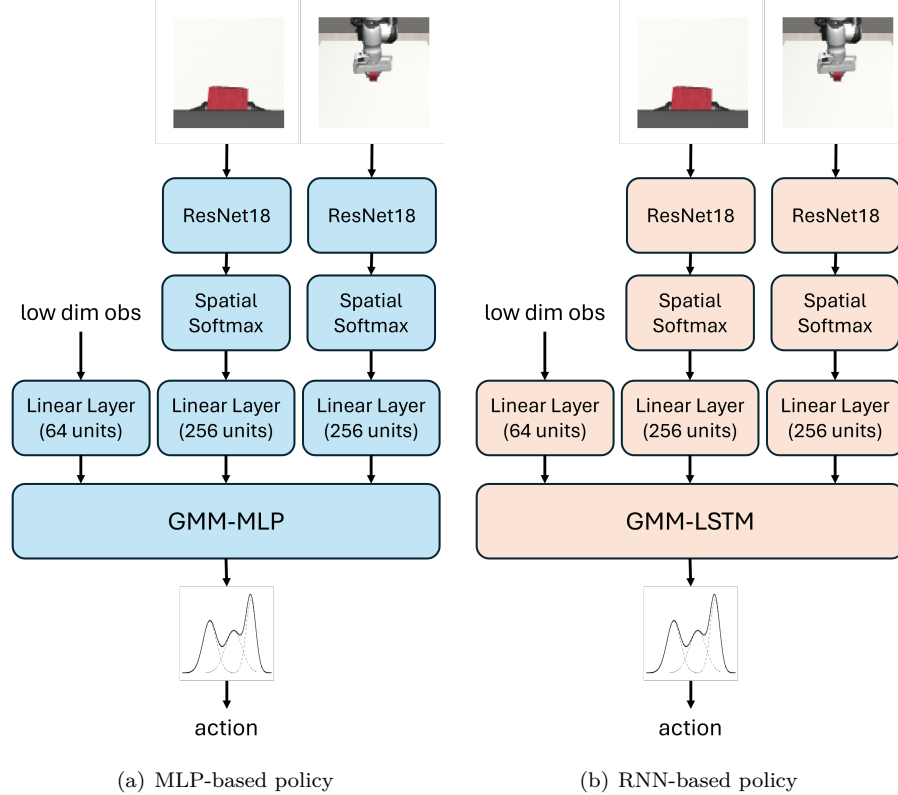 ResNet18
ResNet18
Spatial
Softmax
Spatial
Softmax
low dim obs
Linear Layer
(64 units)
Linear Layer
(256 units)
Linear Layer
(256 units)
GMM-MLP
action
(a) MLP-based policy
ResNet18
ResNet18
Spatial
Softmax
Spatial
Softmax
low dim obs
Linear Layer
(64 units)
Linear Layer
(256 units)
Linear Layer
(256 units)
GMM-LSTM
action
(b) RNN-based policy